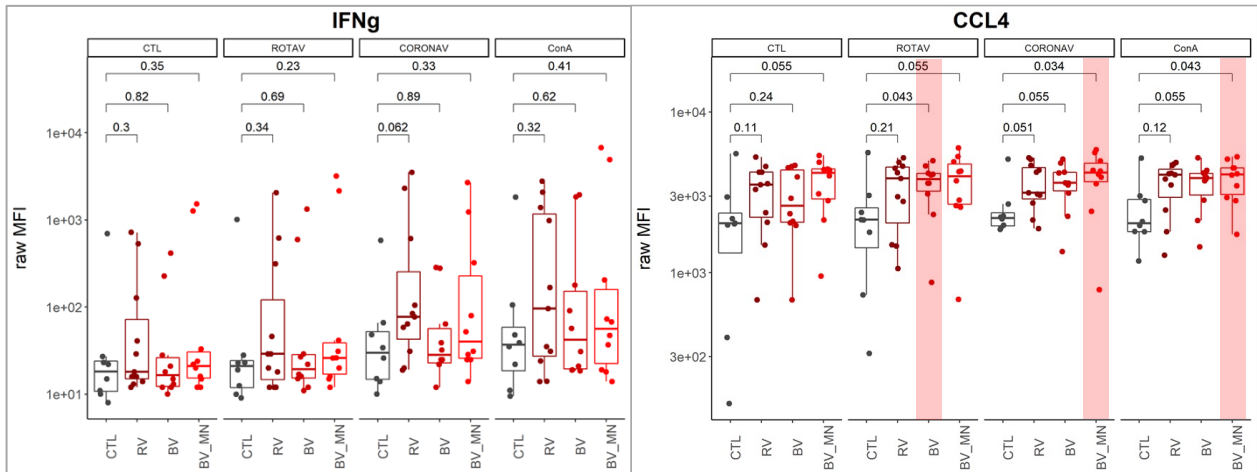 IFNg
CTL ROTAV CORONAV ConA
0.35 0.23 0.33 0.41
0.82 0.69 0.89 0.62
0.3 0.34 0.062 0.32
1e+04
1e+03
1e+02
1e+01
raw MFI
CTL RV BV BV_MN CTL RV BV BV_MN CTL RV BV BV_MN CTL RV BV BV_MN
CCL4
CTL ROTAV CORONAV ConA
0.055 0.055 0.034 0.043
0.24 0.043 0.055 0.055
0.11 0.21 0.051 0.12
1e+04
3e+03
1e+03
3e+02
raw MFI
CTL RV BV BV_MN CTL RV BV BV_MN CTL RV BV BV_MN CTL RV BV BV_MN